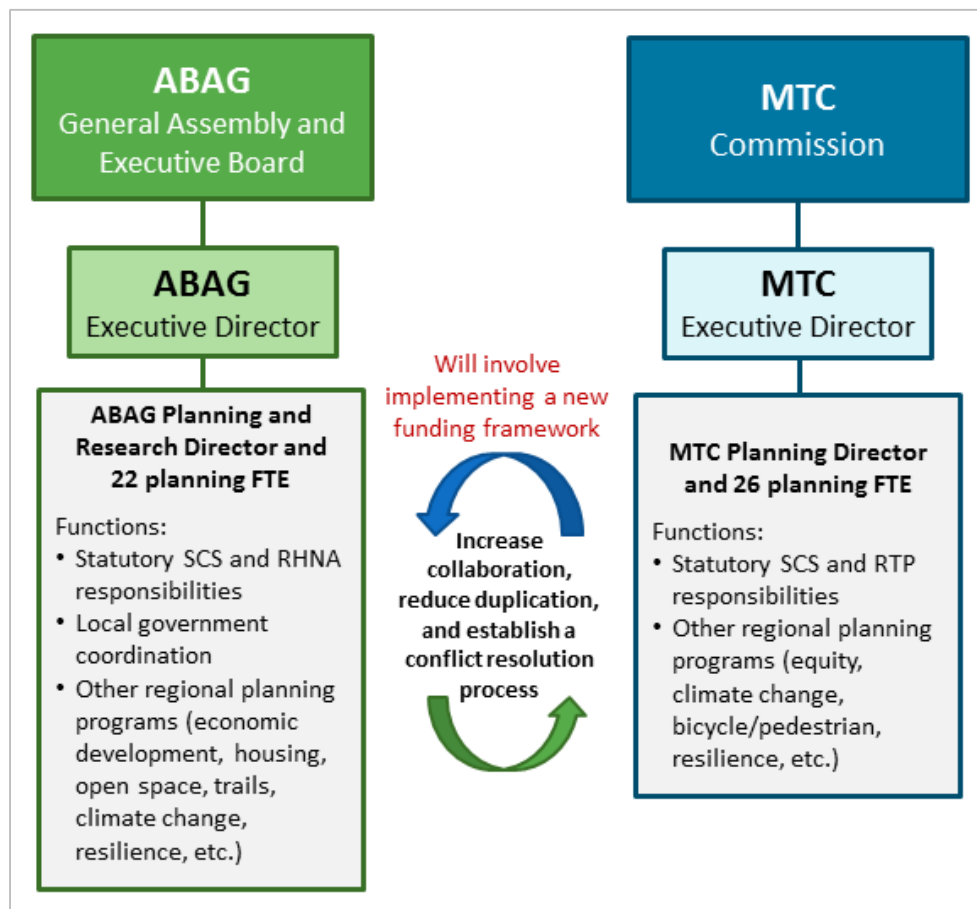 ABAG
General Assembly and
Executive Board
ABAG
Executive Director
ABAG Planning and
Research Director and
22 planning FTE
Functions:
• Statutory SCS and RHNA
responsibilities
• Local government
coordination
• Other regional planning
programs (economic
development, housing,
open space, trails,
climate change,
resilience, etc.)
Will involve
implementing a new
funding framework
Increase
collaboration,
reduce duplication,
and establish a
conflict resolution
process
MTC
Commission
MTC
Executive Director
MTC Planning Director
and 26 planning FTE
Functions:
• Statutory SCS and RTP
responsibilities
• Other regional planning
programs (equity,
climate change,
bicycle/pedestrian,
resilience, etc.)